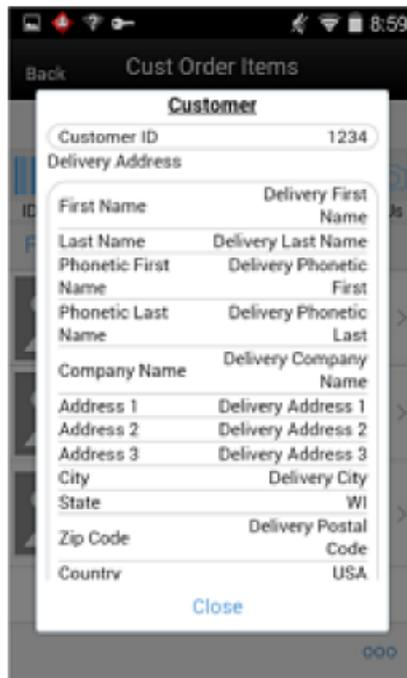 8:59
Back Cust Order Items
Customer
Customer ID 1234
Delivery Address
First Name Delivery First
Name
Last Name Delivery Last Name
Phonetic First Delivery Phonetic
Name First
Phonetic Last Delivery Phonetic
Name Last
Company Name Delivery Company
Name
Address 1 Delivery Address 1
Address 2 Delivery Address 2
Address 3 Delivery Address 3
City Delivery City
State WI
Zip Code Delivery Postal
Code
Country USA
Close